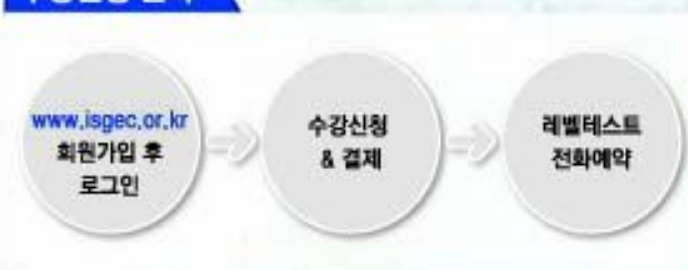 www.isgec.or.kr
회원가입 후
로그인
수강신청
& 결제
레벨테스트
전화예약